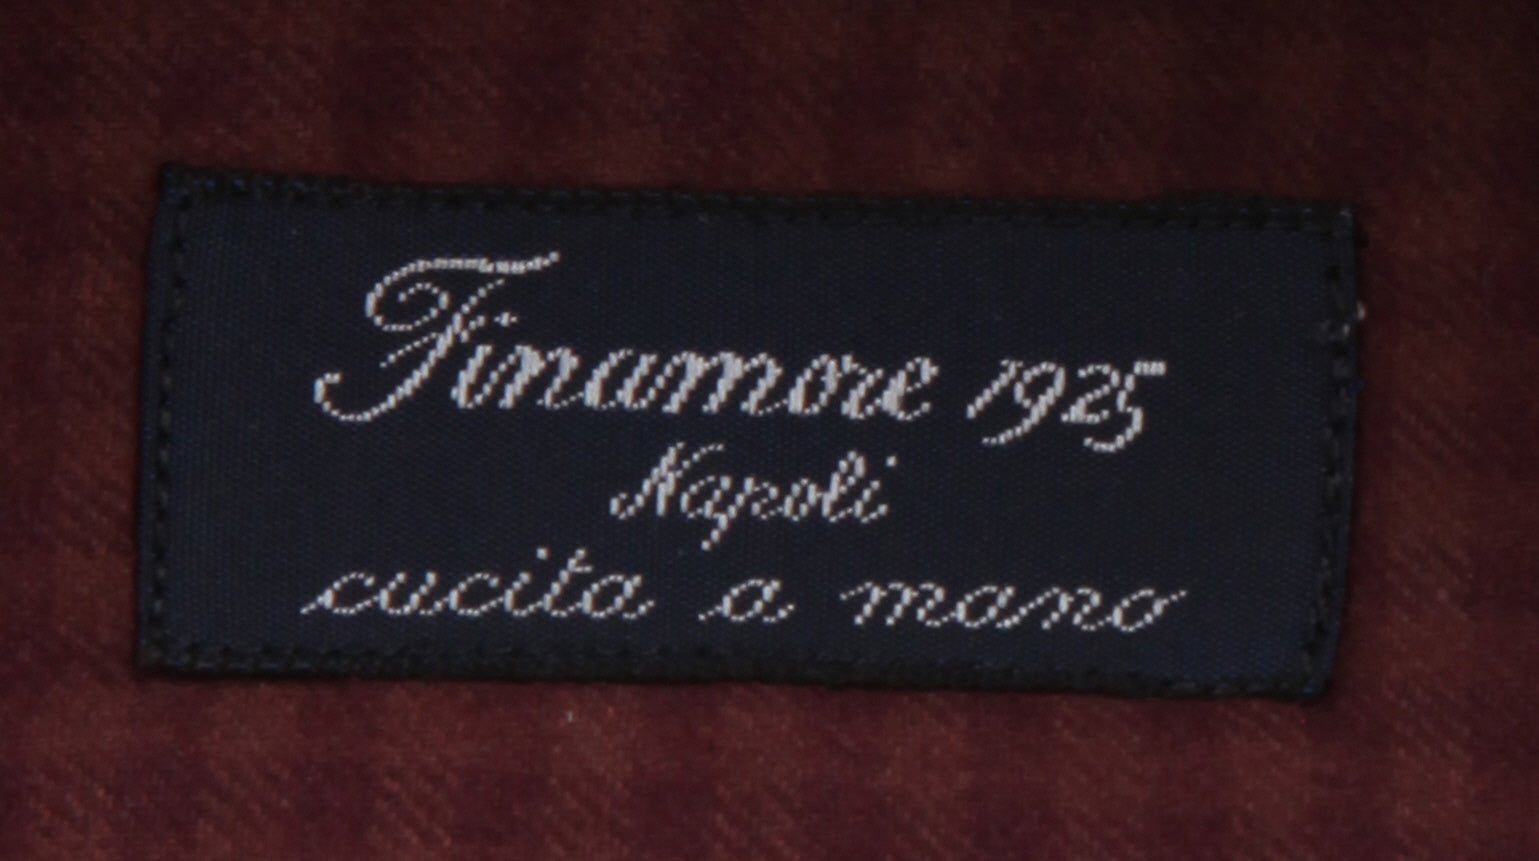 Finamore 1925
Napoli
cucita a mano